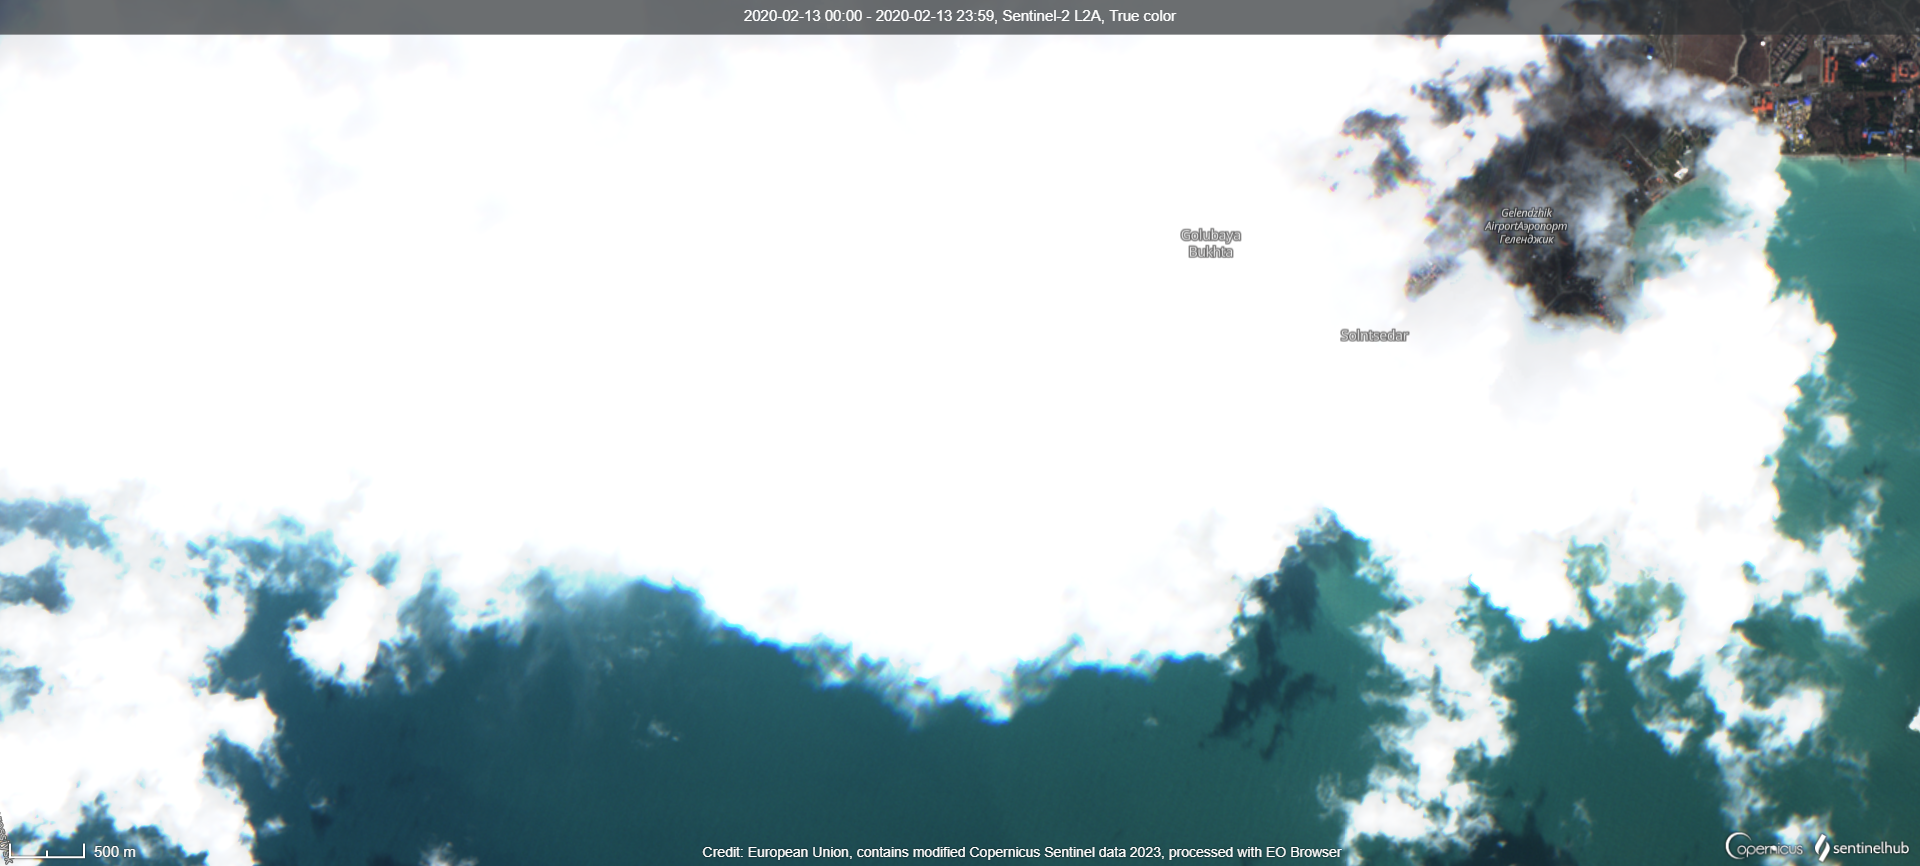 2020-02-13 00:00 - 2020-02-13 23:59, Sentinel-2 L2A, True color
Golubaya
Bukhta
Gelendzhik
AirportАэропорт
Геленджик
Solntsedar
500 m
Credit: European Union, contains modified Copernicus Sentinel data 2023, processed with EO Browser
Copernicus
sentinelhub